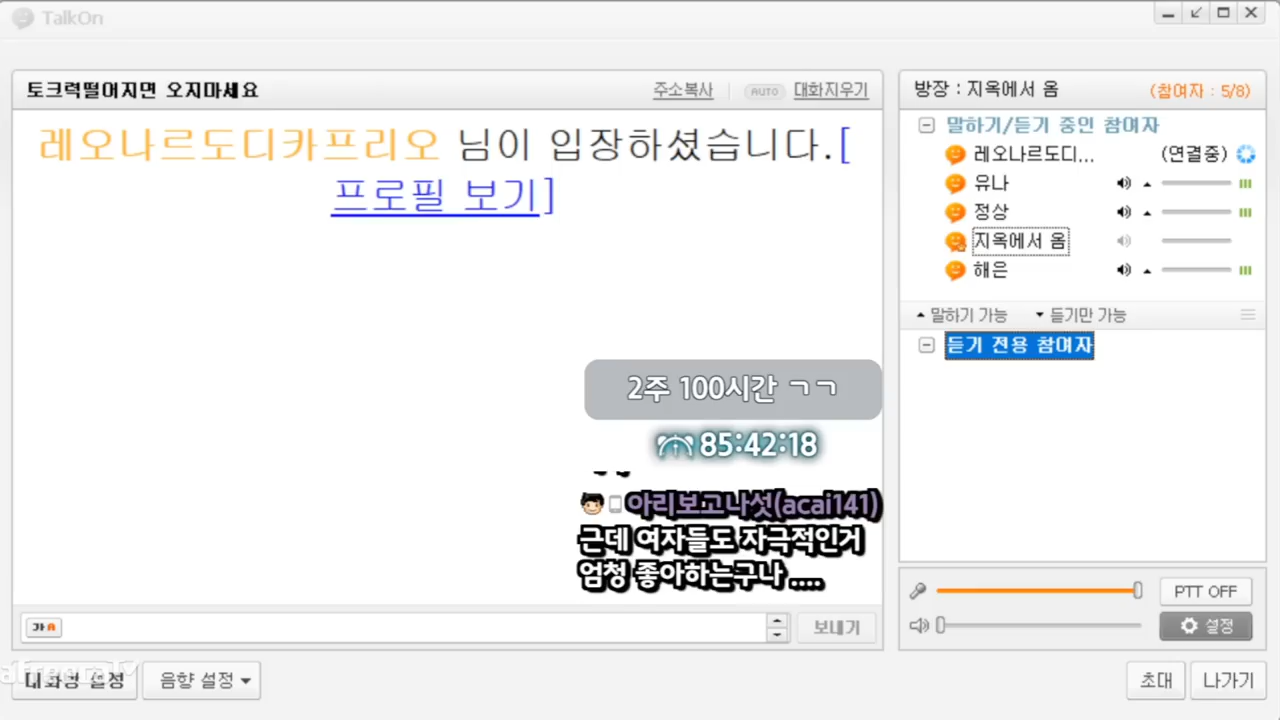 TalkOn
토크력떨어지면 오지마세요
주소복사
AUTO
대화지우기
레오나르도디카프리오 님이 입장하셨습니다.[
프로필 보기]
2주 100시간 ㄱㄱ
85:42:18
아리보고나섯(acai141)
근데 여자들도 자극적인거
엄청 좋아하는구나 .....
가A
보내기
대화방 설정
음향 설정
afreecaTV
방장 : 지옥에서 옴
(참여자 : 5/8)
말하기/듣기 중인 참여자
레오나르도디... (연결중)
유나
정상
지옥에서 옴
해은
말하기 가능
듣기만 가능
듣기 전용 참여자
PTT OFF
설정
초대
나가기